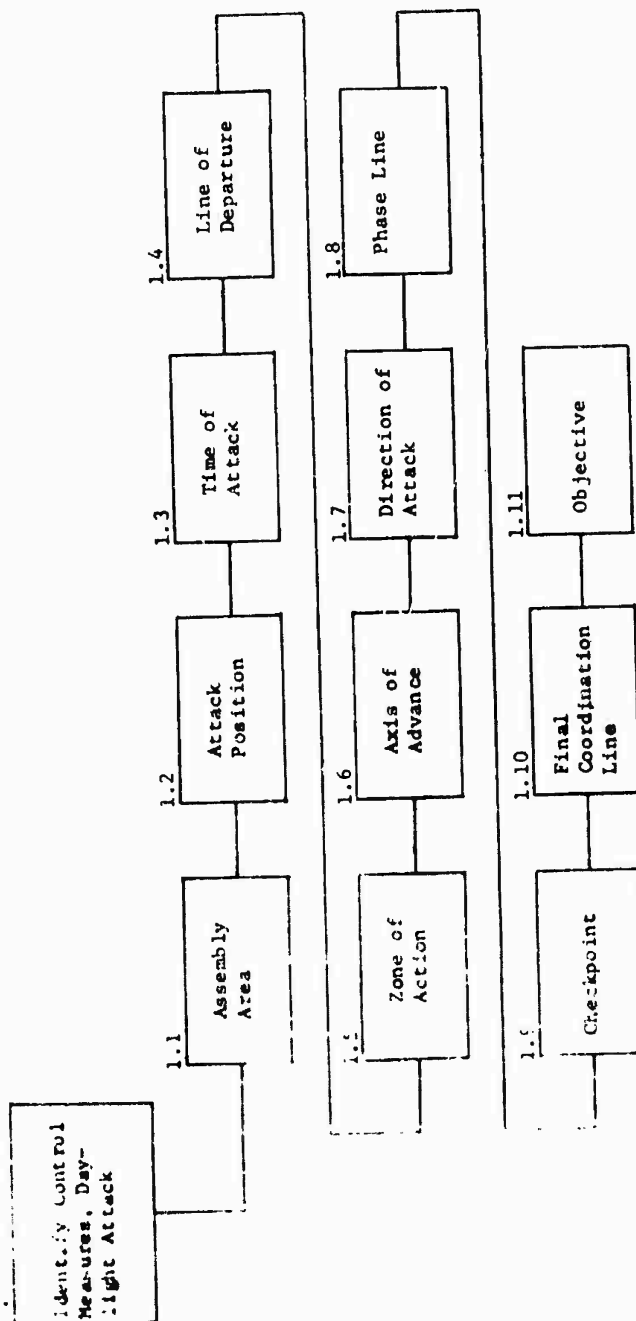 Identify Control
Measures, Day-
light Attack
1.1
Assembly
Area
1.2
Attack
Position
1.3
Time of
Attack
1.4
Line of
Departure
Zone of
Action
1.6
Axis of
Advance
1.7
Direction of
Attack
1.8
Phase Line
Checkpoint
1.10
Final
Coordination
Line
1.11
Objective